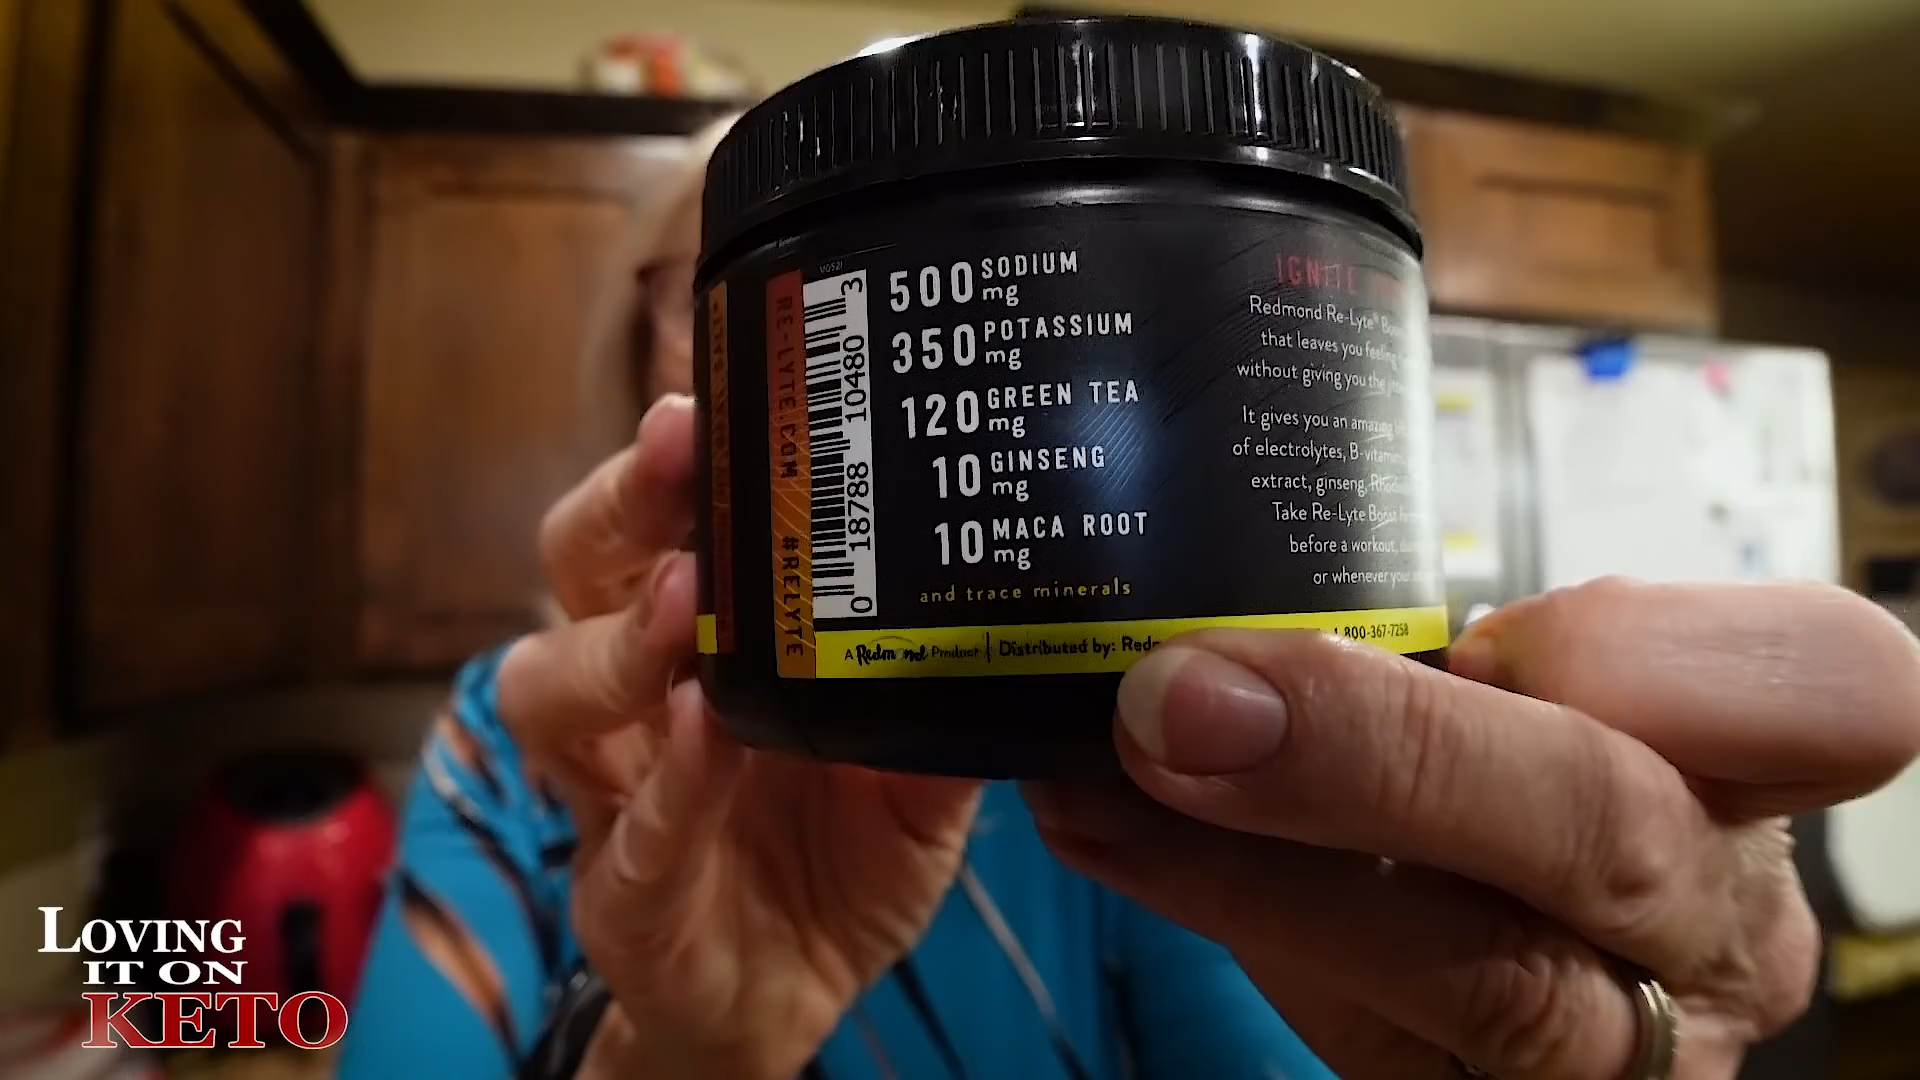 V0521
RE-LYTE.COM #RELYTE
0 18788 10480 3
500 mg SODIUM
350 mg POTASSIUM
120 mg GREEN TEA
10 mg GINSENG
10 mg MACA ROOT
and trace minerals
IGNITE
Redmond Re-Lyte®
that leaves you feeling
without giving you the
It gives you an amazing
of electrolytes, B-vitamins
extract, ginseng,
Take Re-Lyte Boost
before a workout,
or whenever
A Redmond Product | Distributed by:
1-800-367-7258
LOVING
IT ON
KETO